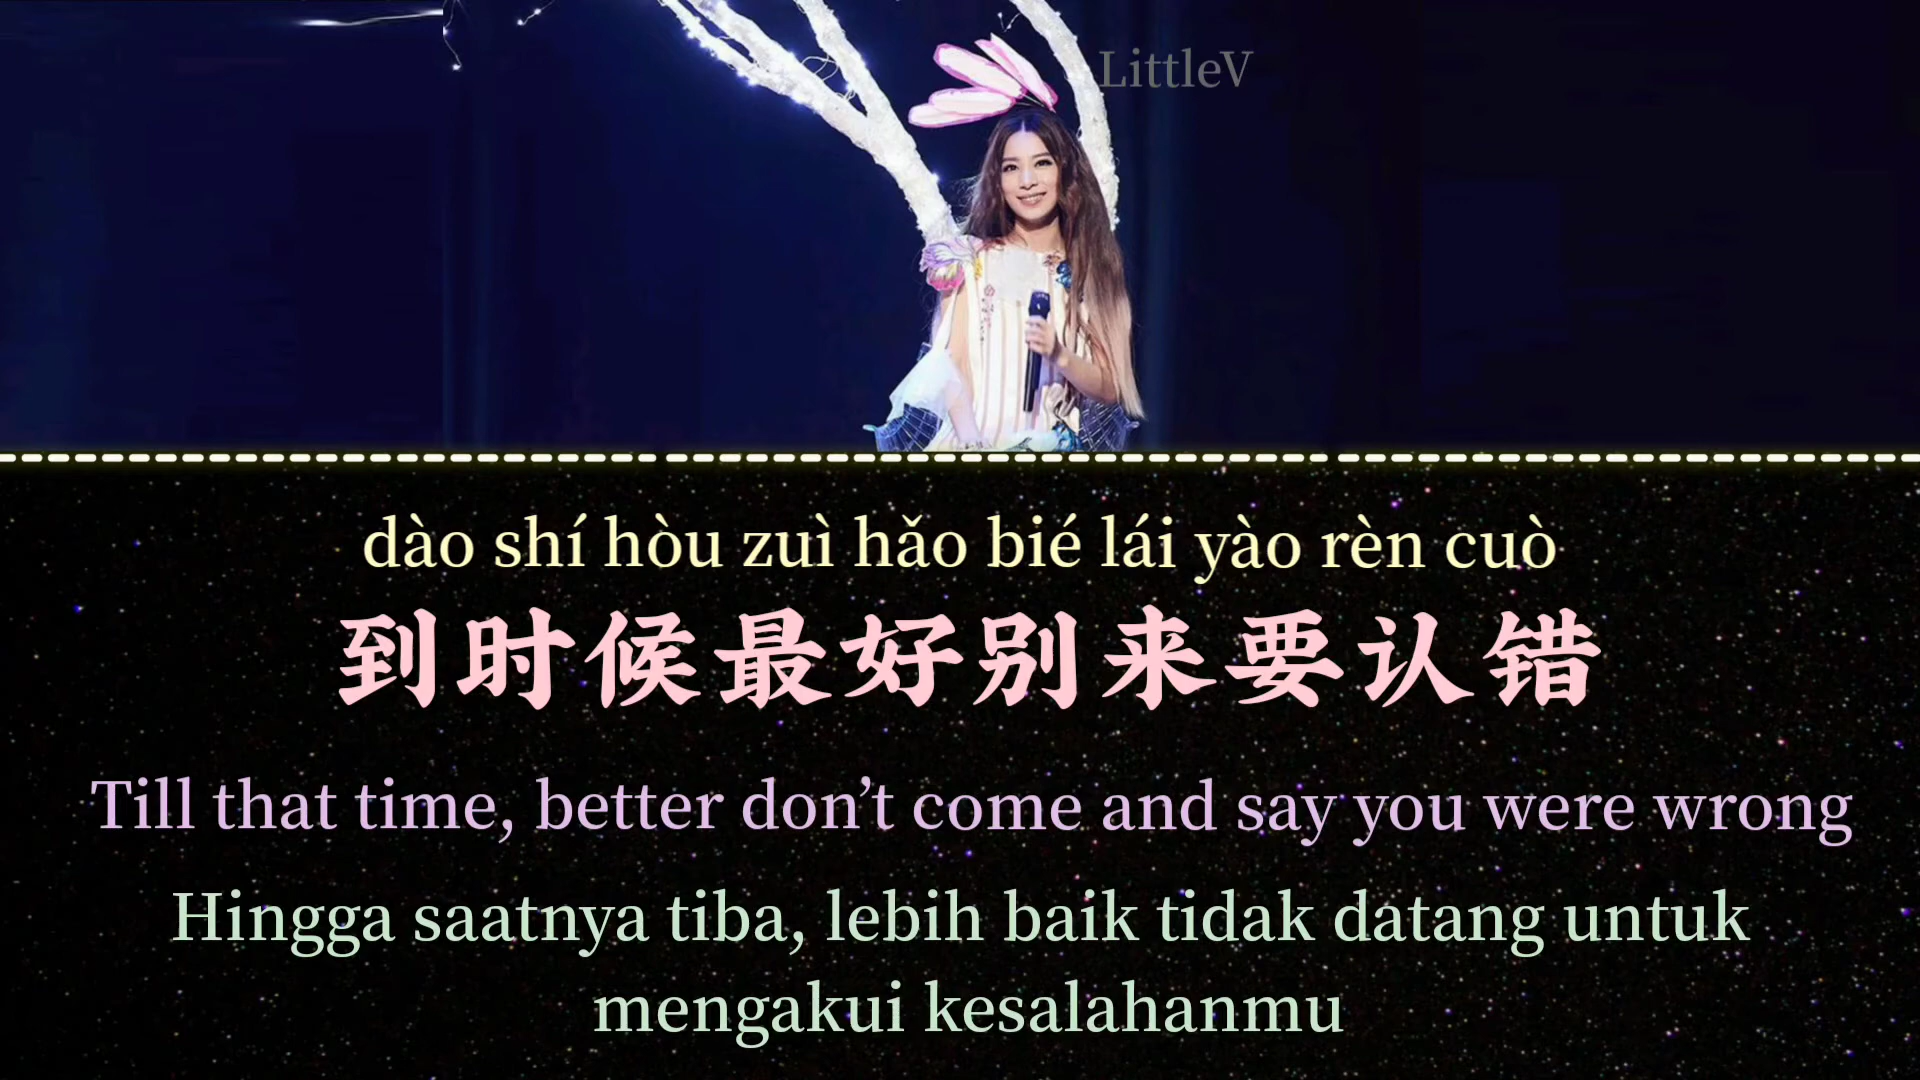 LittleV
dào shí hòu zuì hǎo bié lái yào rèn cuò
到时候最好别来要认错
Till that time, better don’t come and say you were wrong
Hingga saatnya tiba, lebih baik tidak datang untuk
mengakui kesalahanmu